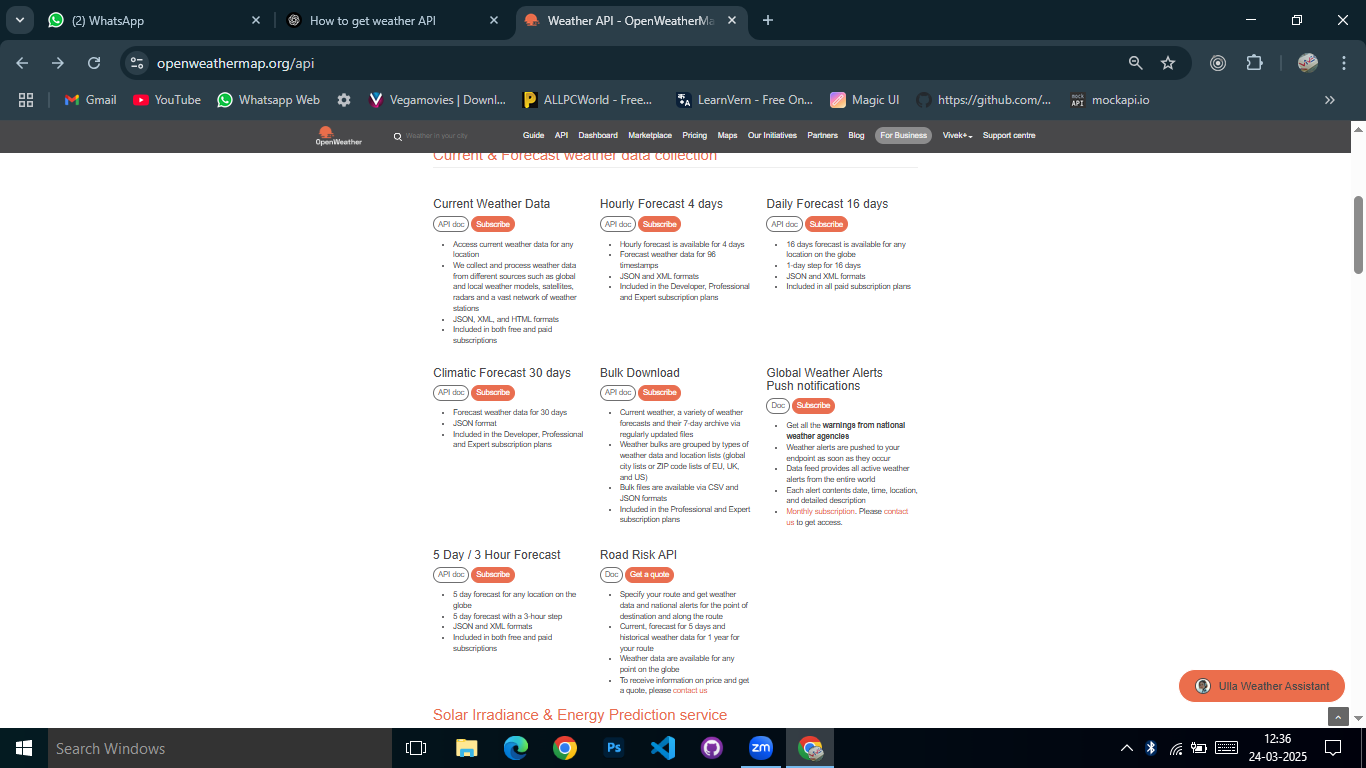 (2) WhatsApp
How to get weather API
Weather API - OpenWeatherMa
openweathermap.org/api
Gmail
YouTube
Whatsapp Web
Vegamovies | Downl...
ALLPCWorld - Free...
LearnVern - Free On...
Magic UI
https://github.com/...
mock API
mockapi.io
OpenWeather
Weather in your city
Guide
API
Dashboard
Marketplace
Pricing
Maps
Our Initiatives
Partners
Blog
For Business
Vivek+
Support centre
Current & Forecast weather data collection
Current Weather Data
API doc
Subscribe
Access current weather data for any
location
We collect and process weather data
from different sources such as global
and local weather models, satellites,
radars and a vast network of weather
stations
JSON, XML, and HTML formats
Included in both free and paid
subscriptions
Hourly Forecast 4 days
API doc
Subscribe
Hourly forecast is available for 4 days
Forecast weather data for 96
timestamps
JSON and XML formats
Included in the Developer, Professional
and Expert subscription plans
Daily Forecast 16 days
API doc
Subscribe
16 days forecast is available for any
location on the globe
1-day step for 16 days
JSON and XML formats
Included in all paid subscription plans
Climatic Forecast 30 days
API doc
Subscribe
Forecast weather data for 30 days
JSON format
Included in the Developer, Professional
and Expert subscription plans
Bulk Download
API doc
Subscribe
Current weather, a variety of weather
forecasts and their 7-day archive via
regularly updated files
Weather bulks are grouped by types of
weather data and location lists (global
city lists or ZIP code lists of EU, UK,
and US)
Bulk files are available via CSV and
JSON formats
Included in the Professional and Expert
subscription plans
Global Weather Alerts
Push notifications
Doc
Subscribe
Get all the warnings from national
weather agencies
Weather alerts are pushed to your
endpoint as soon as they occur
Data feed provides all active weather
alerts from the entire world
Each alert contents date, time, location,
and detailed description
Monthly subscription. Please contact
us to get access.
5 Day / 3 Hour Forecast
API doc
Subscribe
5 day forecast for any location on the
globe
5 day forecast with a 3-hour step
JSON and XML formats
Included in both free and paid
subscriptions
Road Risk API
Doc
Get a quote
Specify your route and get weather
data and national alerts for the point of
destination and along the route
Current, forecast for 5 days and
historical weather data for 1 year for
your route
Weather data are available for any
point on the globe
To receive information on price and get
a quote, please contact us
Solar Irradiance & Energy Prediction service
Ulla Weather Assistant
Search Windows
Ps
zm
12:36
24-03-2025